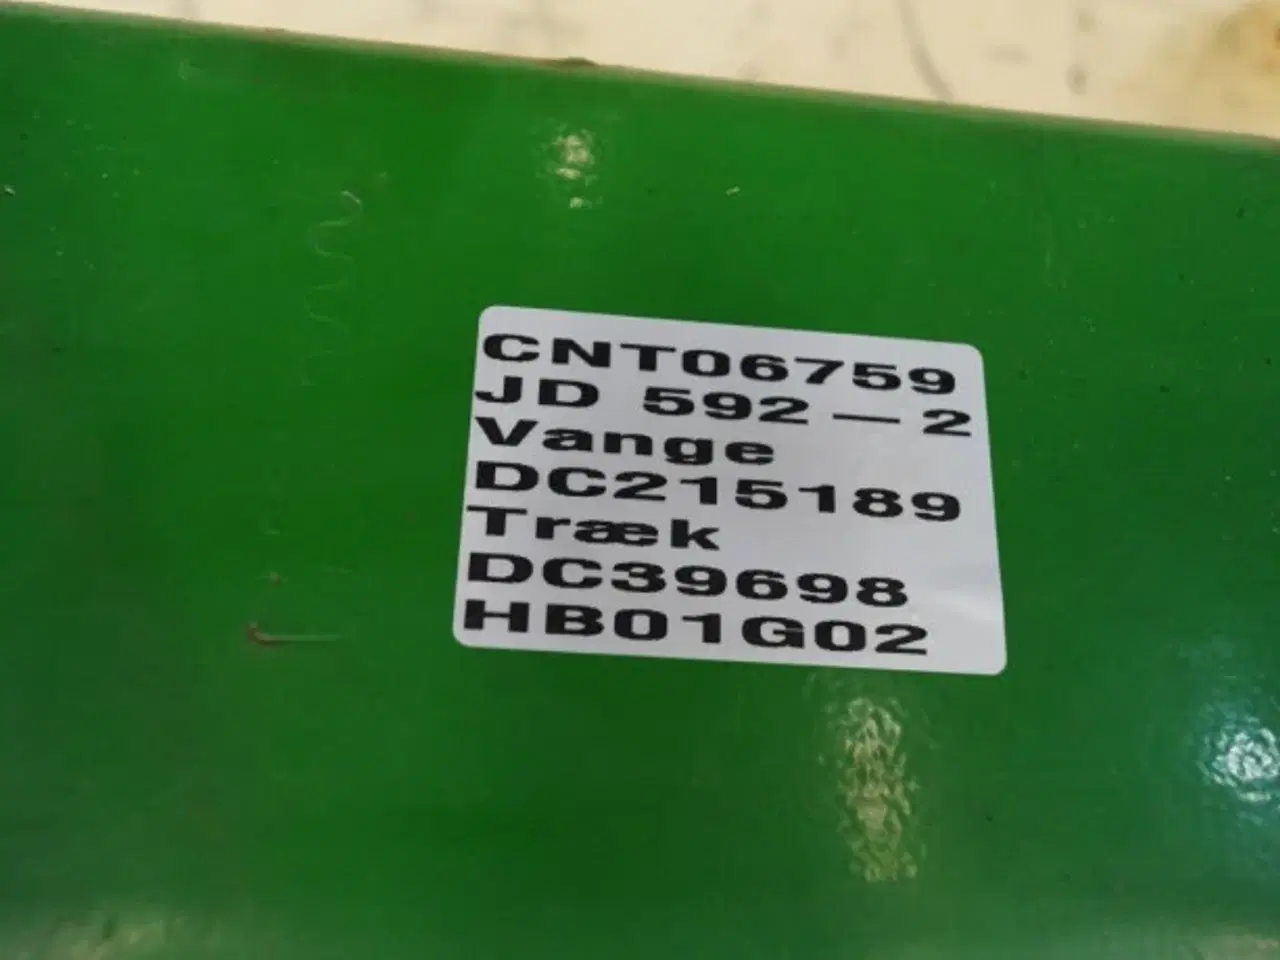 CNT06759
JD 592 — 2
Vange
DC215189
Træk
DC39698
HB01G02